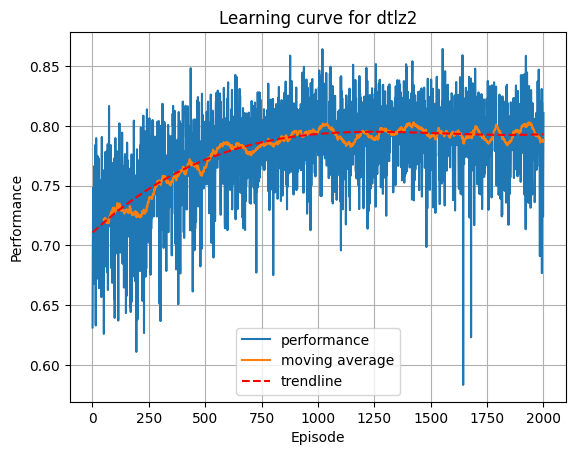 Learning curve for dtlz2
Performance
0.85
0.80
0.75
0.70
0.65
0.60
performance
moving average
trendline
0
250
500
750
1000
1250
1500
1750
2000
Episode